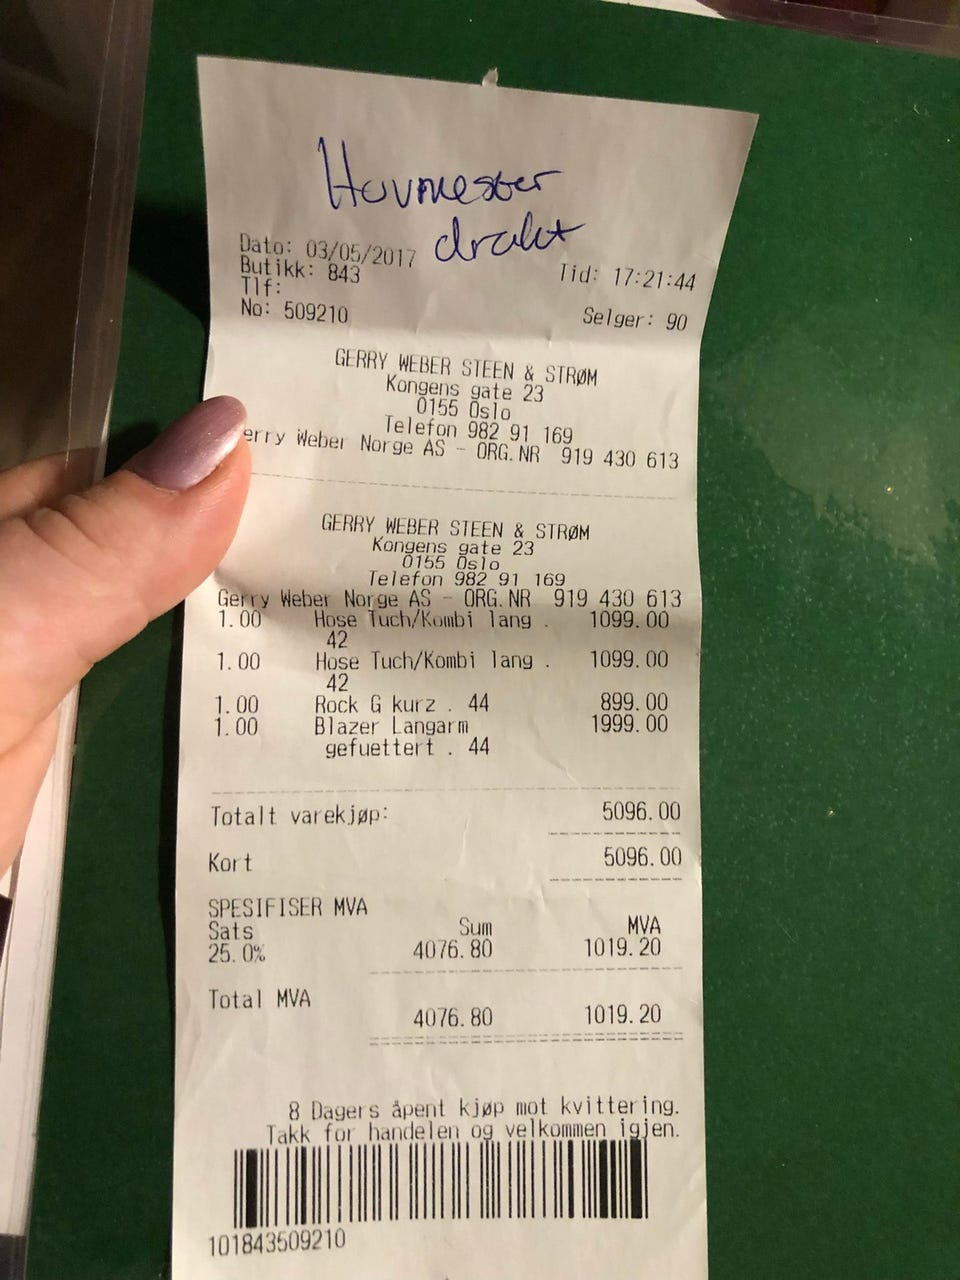 Hovmester
drakt
Dato: 03/05/2017
Tid: 17:21:44
Butikk: 843
Tlf:
No: 509210
Selger: 90
GERRY WEBER STEEN & STRØM
Kongens gate 23
0155 Oslo
Telefon 982 91 169
erry Weber Norge AS - ORG.NR 919 430 613
GERRY WEBER STEEN & STRØM
Kongens gate 23
0155 Oslo
Telefon 982 91 169
Gerry Weber Norge AS - ORG.NR 919 430 613
1.00 Hose Tuch/Kombi lang . 1099.00
42
1.00 Hose Tuch/Kombi lang . 1099.00
42
1.00 Rock G kurz . 44 899.00
1.00 Blazer Langarm 1999.00
gefuettert . 44
Totalt varekjøp: 5096.00
Kort 5096.00
SPESIFISER MVA
Sats Sum MVA
25.0% 4076.80 1019.20
Total MVA
4076.80 1019.20
8 Dagers åpent kjøp mot kvittering.
Takk for handelen og velkommen igjen.
101843509210